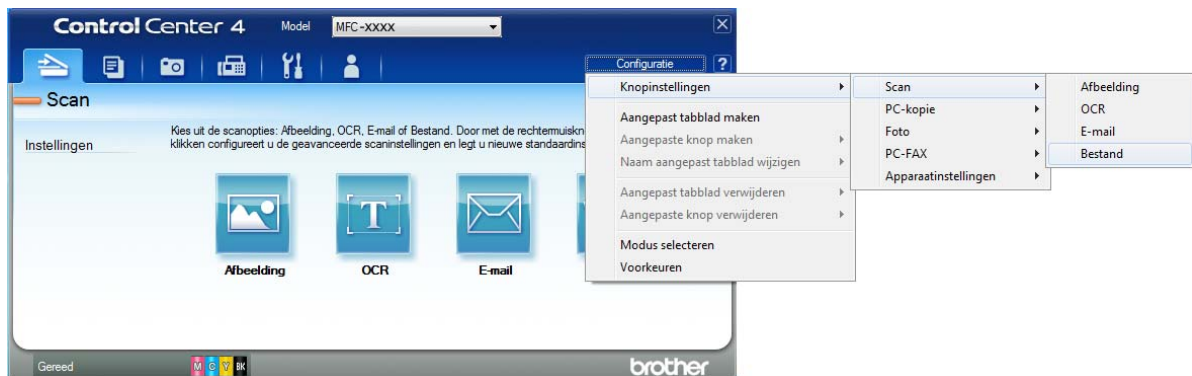 Control Center 4
Model
MFC-XXXX
Configuratie
?
Scan
Instellingen
Kies uit de scanopties: Afbeelding, OCR, E-mail of Bestand. Door met de rechtermuiskn
klikken configureert u de geavanceerde scaninstellingen en legt u nieuwe standaardins
T
Afbeelding
OCR
E-mail
Knopinstellingen
Aangepast tabblad maken
Aangepaste knop maken
Naam aangepast tabblad wijzigen
Aangepast tabblad verwijderen
Aangepaste knop verwijderen
Modus selecteren
Voorkeuren
Scan
PC-kopie
Foto
PC-FAX
Apparaatinstellingen
Afbeelding
OCR
E-mail
Bestand
Gereed
M C Y BK
brother